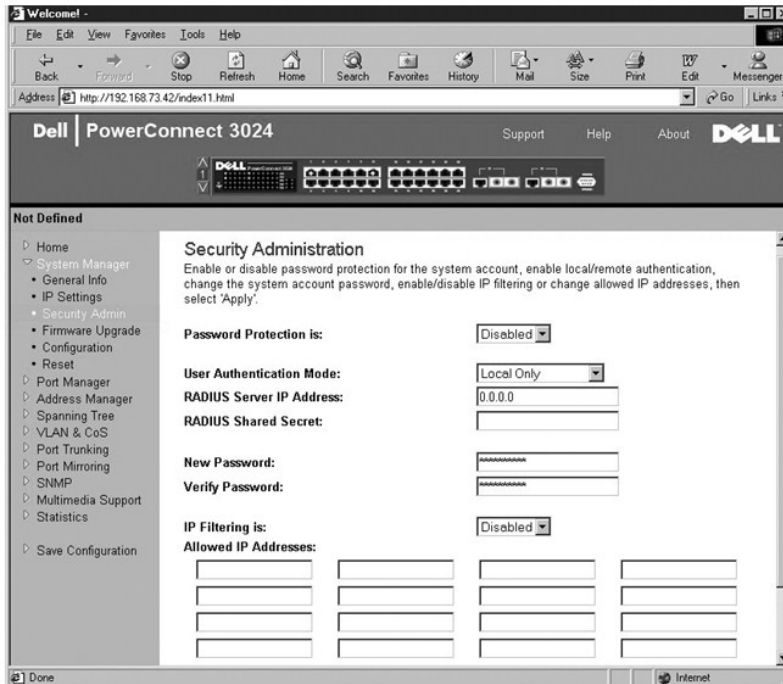 Welcome! -
File Edit View Favorites Tools Help
Back Forward Stop Refresh Home Search Favorites History Mail Size Print Edit Messenger
Address http://192.168.73.42/index11.html Go Links
Dell PowerConnect 3024 Support Help About DELL
1 DELL
Not Defined
Home
System Manager
General Info
IP Settings
Security Admin
Firmware Upgrade
Configuration
Reset
Port Manager
Address Manager
Spanning Tree
VLAN & CoS
Port Trunking
Port Mirroring
SNMP
Multimedia Support
Statistics
Save Configuration
Security Administration
Enable or disable password protection for the system account, enable local/remote authentication,
change the system account password, enable/disable IP filtering or change allowed IP addresses, then
select 'Apply'.
Password Protection is: Disabled
User Authentication Mode: Local Only
RADIUS Server IP Address: 0.0.0.0
RADIUS Shared Secret:
New Password: **********
Verify Password: **********
IP Filtering is: Disabled
Allowed IP Addresses:
Done Internet